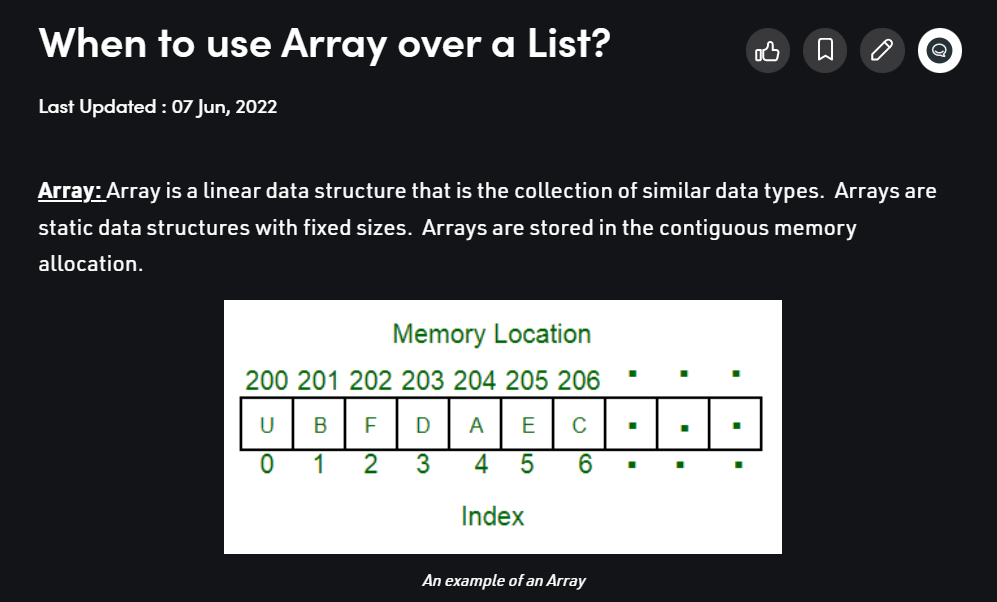 When to use Array over a List?
Last Updated : 07 Jun, 2022
Array: Array is a linear data structure that is the collection of similar data types.  Arrays are
static data structures with fixed sizes.  Arrays are stored in the contiguous memory
allocation.
Memory Location
200 201 202 203 204 205 206 . . .
U B F D A E C . . .
0 1 2 3 4 5 6 . . .
Index
An example of an Array